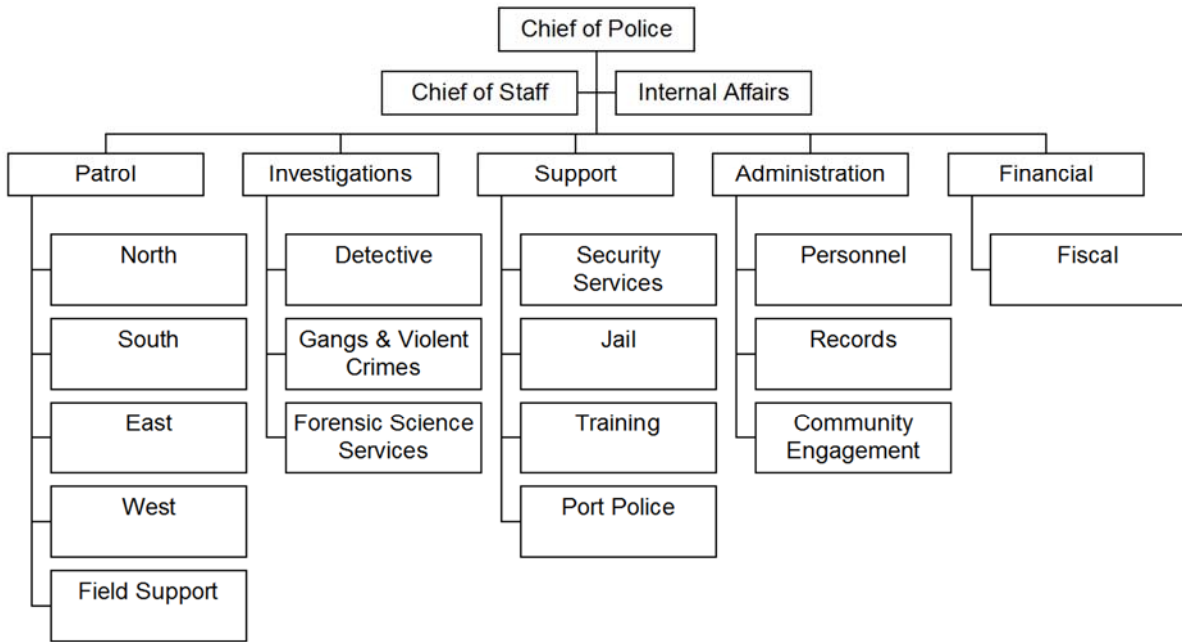 Chief of Police
Chief of Staff
Internal Affairs
Patrol
Investigations
Support
Administration
Financial
North
South
East
West
Field Support
Detective
Gangs & Violent
Crimes
Forensic Science
Services
Security
Services
Jail
Training
Port Police
Personnel
Records
Community
Engagement
Fiscal